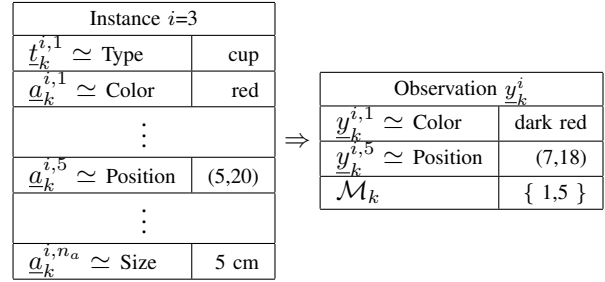 Instance i=3
t_k^{i,1} ≃ Type cup
a_k^{i,1} ≃ Color red
⋮
a_k^{i,5} ≃ Position (5,20)
⋮
a_k^{i,n_a} ≃ Size 5 cm
⇒
Observation y_k^i
y_k^{i,1} ≃ Color dark red
y_k^{i,5} ≃ Position (7,18)
ℳ_k { 1,5 }